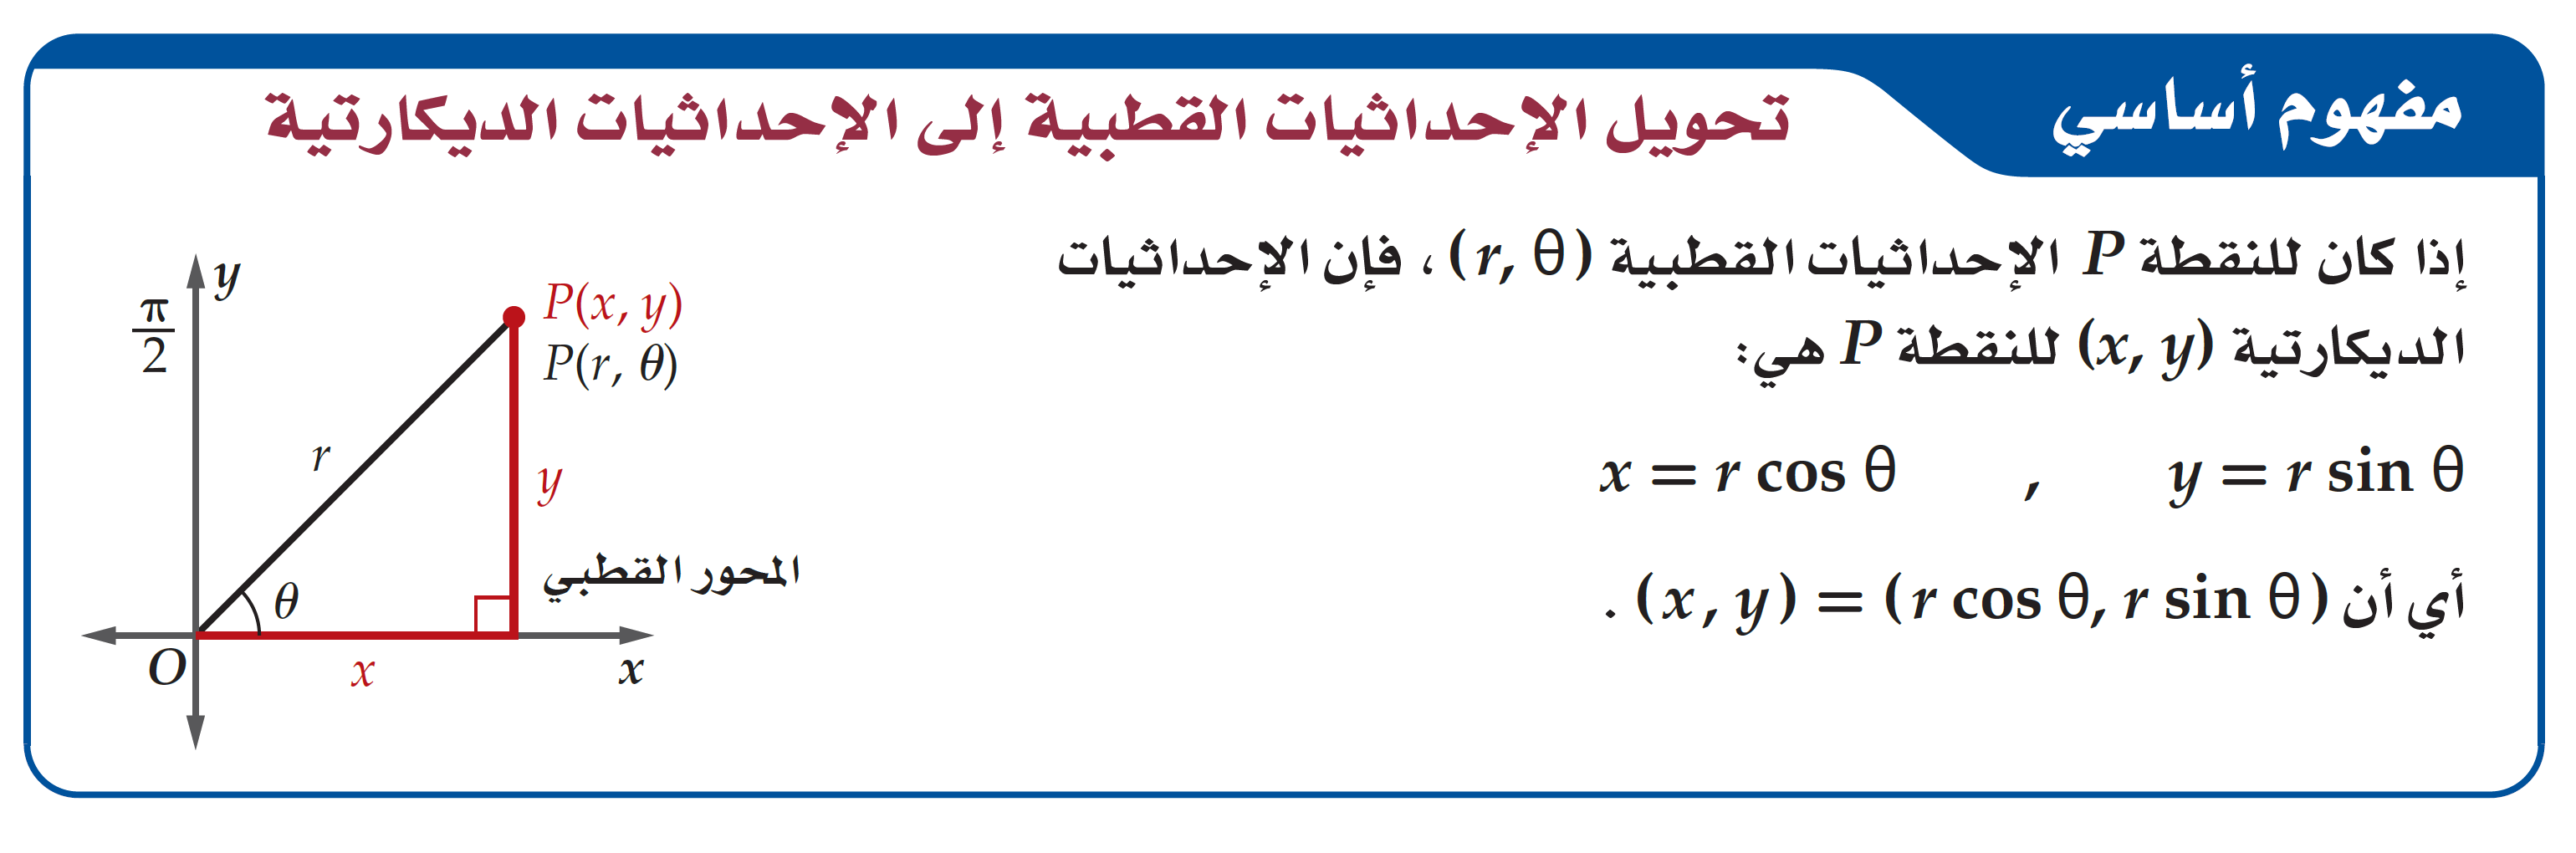 مفهوم أساسي
تحويل الإحداثيات القطبية إلى الإحداثيات الديكارتية
إذا كان للنقطة P الإحداثيات القطبية (r, θ) ، فإن الإحداثيات
الديكارتية (x, y) للنقطة P هي:
x = r cos θ , y = r sin θ
أي أن (x, y) = (r cos θ, r sin θ) .
y
π/2
P(x, y)
P(r, θ)
r
y
المحور القطبي
θ
O
x
x